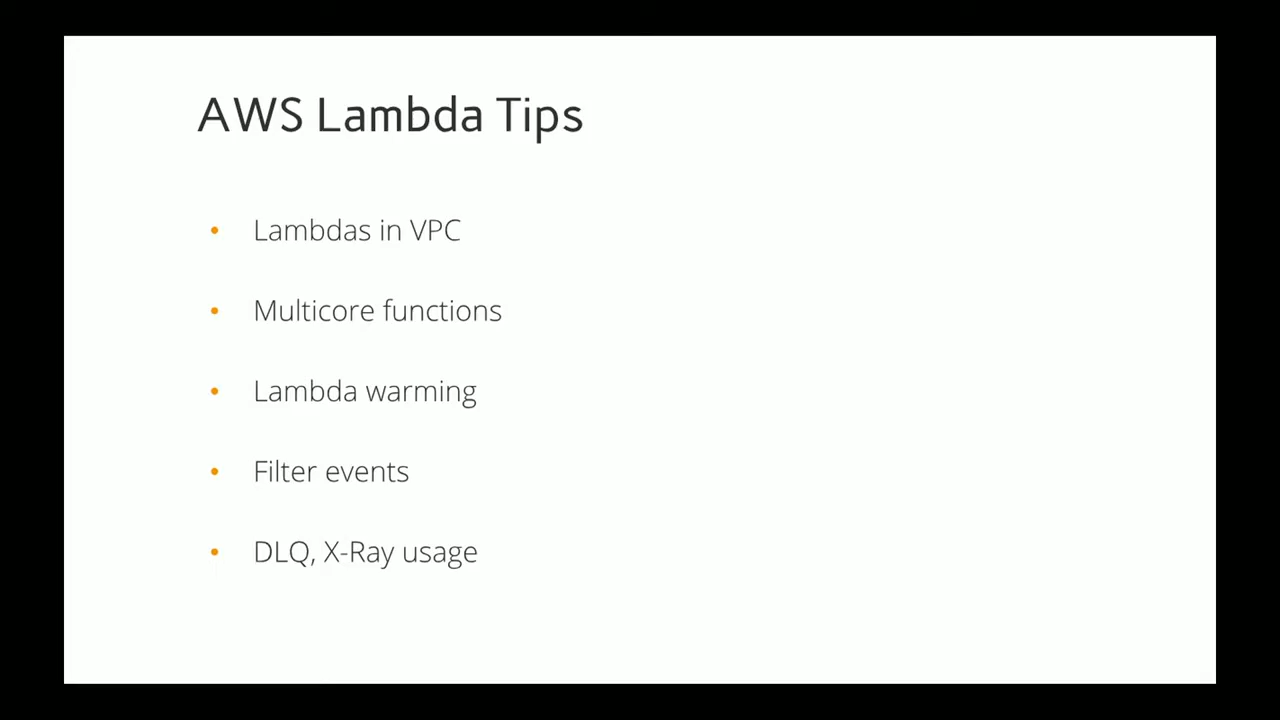 AWS Lambda Tips
• Lambdas in VPC
• Multicore functions
• Lambda warming
• Filter events
• DLQ, X-Ray usage